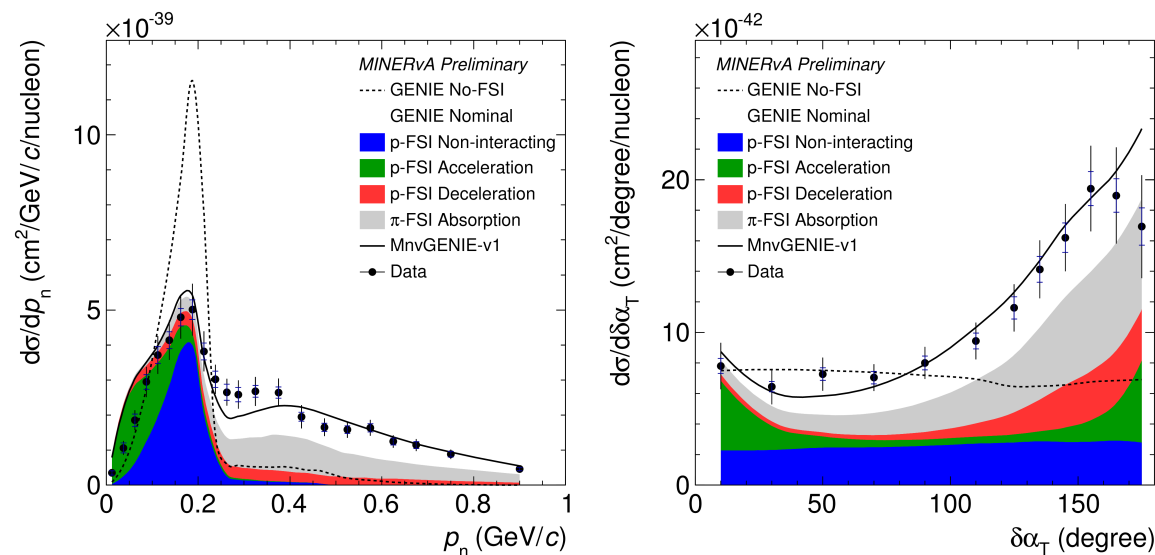 ×10⁻³⁹
dσ/dpₙ (cm²/GeV/c/nucleon)
10
5
0
MINERvA Preliminary
GENIE No-FSI
GENIE Nominal
p-FSI Non-interacting
p-FSI Acceleration
p-FSI Deceleration
π-FSI Absorption
MnvGENIE-v1
Data
0 0.2 0.4 0.6 0.8 1
pₙ (GeV/c)
×10⁻⁴²
dσ/dδα_T (cm²/degree/nucleon)
20
10
0
MINERvA Preliminary
GENIE No-FSI
GENIE Nominal
p-FSI Non-interacting
p-FSI Acceleration
p-FSI Deceleration
π-FSI Absorption
MnvGENIE-v1
Data
0 50 100 150
δα_T (degree)